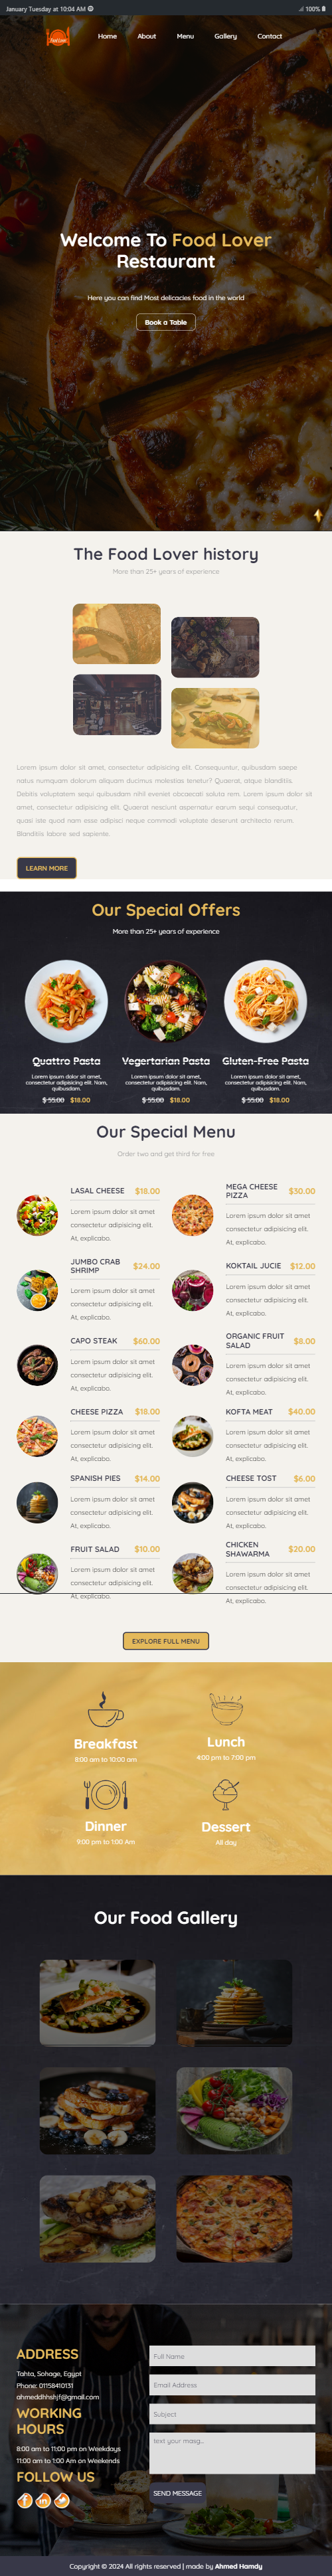 January Tuesday at 10:04 AM
100%
Food Lover
Home
About
Menu
Gallery
Contact
Welcome To Food Lover
Restaurant
Here you can find Most delicacies food in the world
Book a Table
The Food Lover history
More than 25+ years of experience
Lorem ipsum dolor sit amet, consectetur adipisicing elit. Consequuntur, quibusdam saepe
natus numquam dolorum aliquam ducimus molestias tenetur? Quaerat, atque blanditiis.
Debitis voluptatem sequi quibusdam nihil eveniet obcaecati soluta rem. Lorem ipsum dolor sit
amet, consectetur adipisicing elit. Quaerat nesciunt aspernatur earum sequi consequatur,
quasi iste quod nam esse adipisci neque commodi voluptate deserunt architecto rerum.
Blanditiis labore sed sapiente.
LEARN MORE
Our Special Offers
More than 25+ years of experience
Quattro Pasta
Lorem ipsum dolor sit amet,
consectetur adipisicing elit. Nam,
quibusdam.
$ 55.00 $18.00
Vegertarian Pasta
Lorem ipsum dolor sit amet,
consectetur adipisicing elit. Nam,
quibusdam.
$ 55.00 $18.00
Gluten-Free Pasta
Lorem ipsum dolor sit amet,
consectetur adipisicing elit. Nam,
quibusdam.
$ 55.00 $18.00
Our Special Menu
Order two and get third for free
LASAL CHEESE $18.00
Lorem ipsum dolor sit amet
consectetur adipisicing elit.
At, explicabo.
MEGA CHEESE
PIZZA $30.00
Lorem ipsum dolor sit amet
consectetur adipisicing elit.
At, explicabo.
JUMBO CRAB
SHRIMP $24.00
Lorem ipsum dolor sit amet
consectetur adipisicing elit.
At, explicabo.
KOKTAIL JUCIE $12.00
Lorem ipsum dolor sit amet
consectetur adipisicing elit.
At, explicabo.
CAPO STEAK $60.00
Lorem ipsum dolor sit amet
consectetur adipisicing elit.
At, explicabo.
ORGANIC FRUIT
SALAD $8.00
Lorem ipsum dolor sit amet
consectetur adipisicing elit.
At, explicabo.
CHEESE PIZZA $18.00
Lorem ipsum dolor sit amet
consectetur adipisicing elit.
At, explicabo.
KOFTA MEAT $40.00
Lorem ipsum dolor sit amet
consectetur adipisicing elit.
At, explicabo.
SPANISH PIES $14.00
Lorem ipsum dolor sit amet
consectetur adipisicing elit.
At, explicabo.
CHEESE TOST $6.00
Lorem ipsum dolor sit amet
consectetur adipisicing elit.
At, explicabo.
FRUIT SALAD $10.00
Lorem ipsum dolor sit amet
consectetur adipisicing elit.
At, explicabo.
CHICKEN
SHAWARMA $20.00
Lorem ipsum dolor sit amet
consectetur adipisicing elit.
At, explicabo.
EXPLORE FULL MENU
Breakfast
8:00 am to 10:00 am
Lunch
4:00 pm to 7:00 pm
Dinner
9:00 pm to 1:00 Am
Dessert
All day
Our Food Gallery
ADDRESS
Tahta, Sohage, Egypt
Phone: 01158410131
ahmeddhhshjf@gmail.com
WORKING
HOURS
8:00 am to 11:00 pm on Weekdays
11:00 am to 1:00 Am on Weekends
FOLLOW US
Full Name
Email Address
Subject
text your masg...
SEND MESSAGE
Copyright © 2024 All rights reserved | made by Ahmed Hamdy